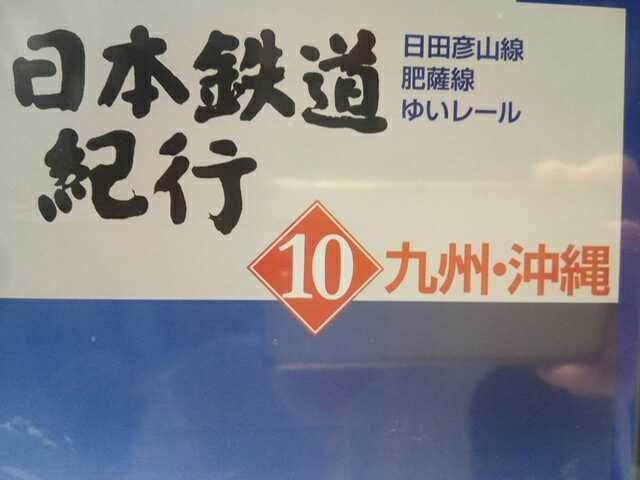 日本鉄道
紀行
日田彦山線
肥薩線
ゆいレール
10 九州・沖縄